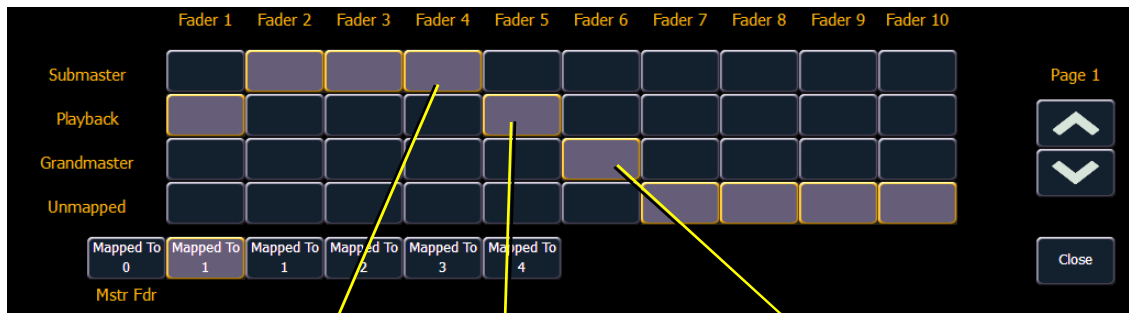 Fader 1 Fader 2 Fader 3 Fader 4 Fader 5 Fader 6 Fader 7 Fader 8 Fader 9 Fader 10
Submaster
Page 1
Playback
Grandmaster
Unmapped
Mapped To Mapped To Mapped To Mapped To Mapped To Mapped To
0 1 1 2 3 4
Close
Mstr Fdr